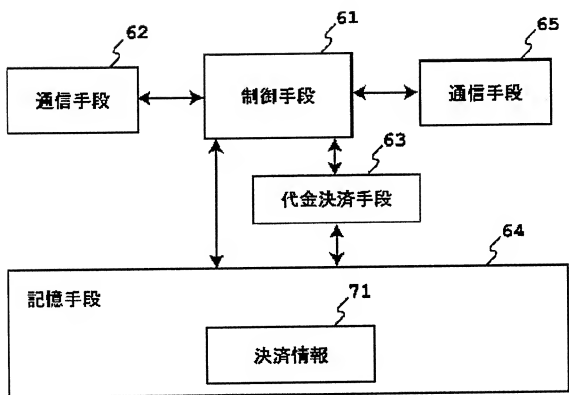 62
61
65
通信手段
制御手段
通信手段
63
代金決済手段
64
記憶手段
71
決済情報